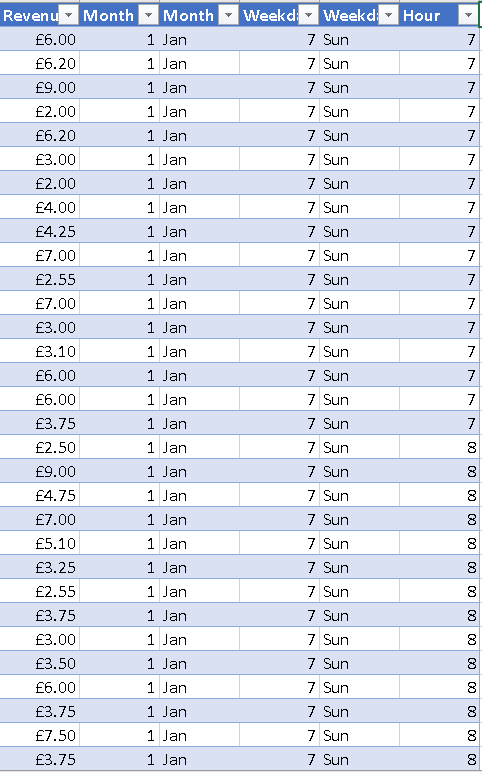 Revenu Month Month Weekd Weekd Hour
£6.00 1 Jan 7 Sun 7
£6.20 1 Jan 7 Sun 7
£9.00 1 Jan 7 Sun 7
£2.00 1 Jan 7 Sun 7
£6.20 1 Jan 7 Sun 7
£3.00 1 Jan 7 Sun 7
£2.00 1 Jan 7 Sun 7
£4.00 1 Jan 7 Sun 7
£4.25 1 Jan 7 Sun 7
£7.00 1 Jan 7 Sun 7
£2.55 1 Jan 7 Sun 7
£7.00 1 Jan 7 Sun 7
£3.00 1 Jan 7 Sun 7
£3.10 1 Jan 7 Sun 7
£6.00 1 Jan 7 Sun 7
£6.00 1 Jan 7 Sun 7
£3.75 1 Jan 7 Sun 7
£2.50 1 Jan 7 Sun 8
£9.00 1 Jan 7 Sun 8
£4.75 1 Jan 7 Sun 8
£7.00 1 Jan 7 Sun 8
£5.10 1 Jan 7 Sun 8
£3.25 1 Jan 7 Sun 8
£2.55 1 Jan 7 Sun 8
£3.75 1 Jan 7 Sun 8
£3.00 1 Jan 7 Sun 8
£3.50 1 Jan 7 Sun 8
£6.00 1 Jan 7 Sun 8
£3.75 1 Jan 7 Sun 8
£7.50 1 Jan 7 Sun 8
£3.75 1 Jan 7 Sun 8